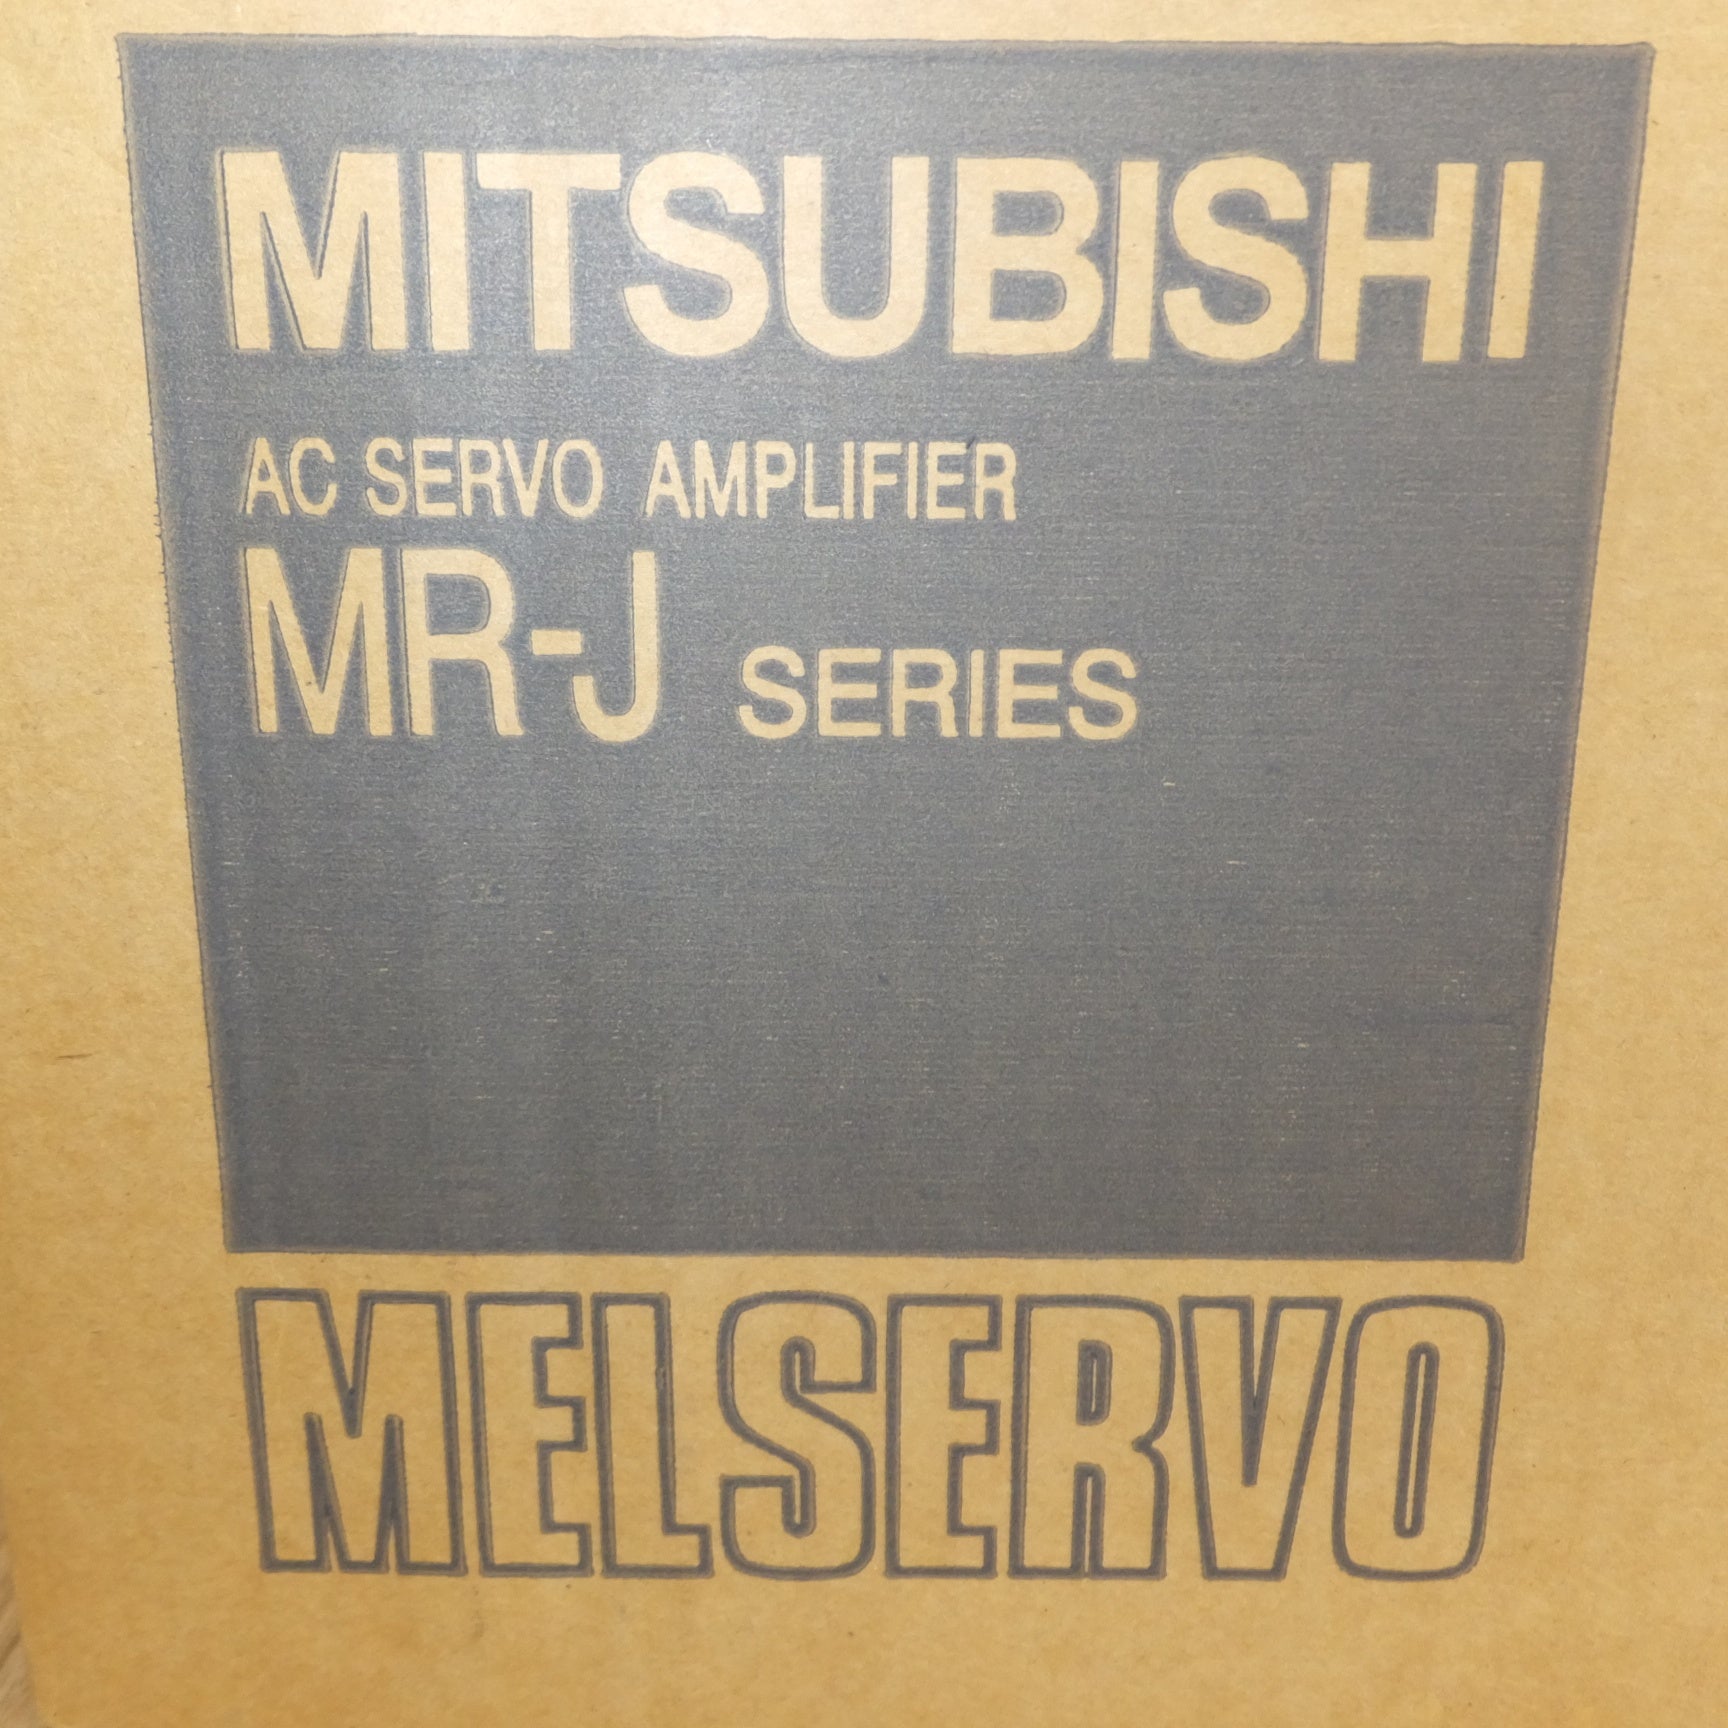 MITSUBISHI
AC SERVO AMPLIFIER
MR-J SERIES
MELSERVO